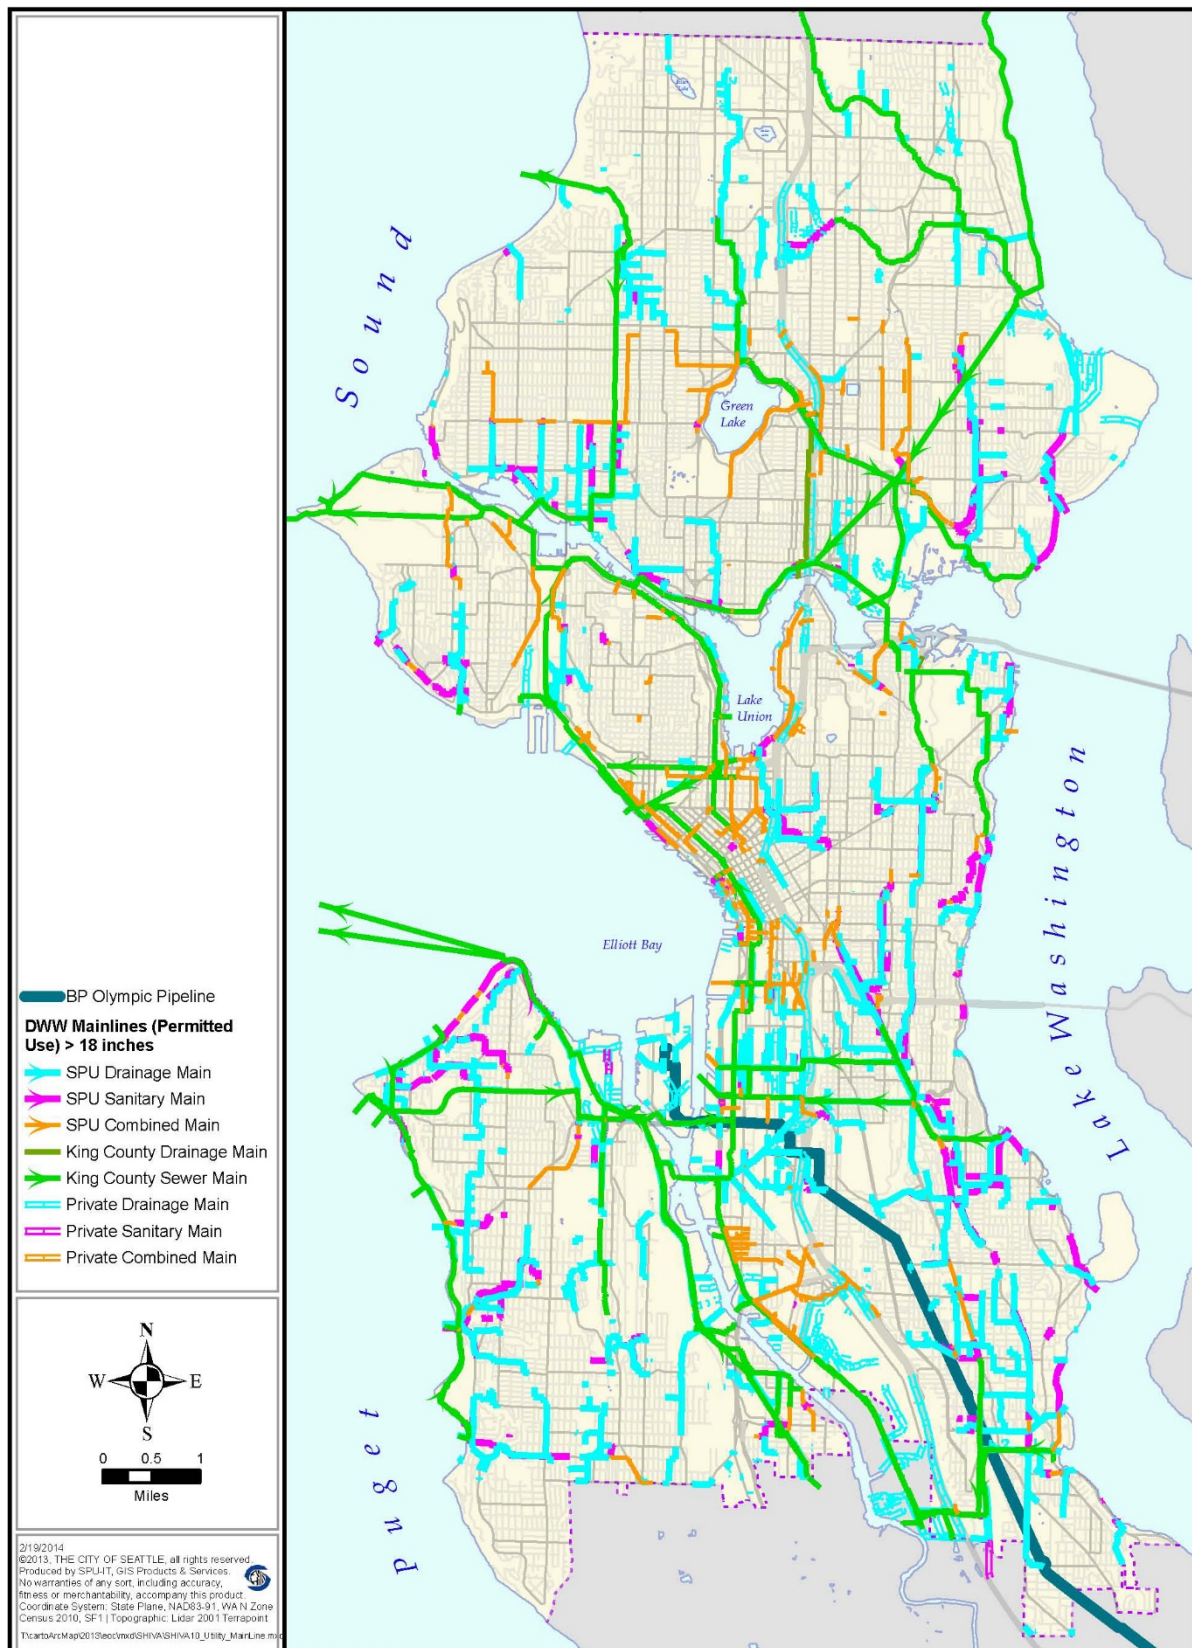 BP Olympic Pipeline
DWW Mainlines (Permitted
Use) > 18 inches
SPU Drainage Main
SPU Sanitary Main
SPU Combined Main
King County Drainage Main
King County Sewer Main
Private Drainage Main
Private Sanitary Main
Private Combined Main
N
W E
S
0 0.5 1
Miles
2/19/2014
©2013, THE CITY OF SEATTLE, all rights reserved.
Produced by SPU-IT, GIS Products & Services.
No warranties of any sort, including accuracy,
fitness or merchantability, accompany this product.
Coordinate System: State Plane, NAD83-91, WA N Zone
Census 2010, SF1 | Topographic: Lidar 2001 Terrapoint
Puget
Sound
Green
Lake
Lake
Union
Elliott Bay
Lake Washington